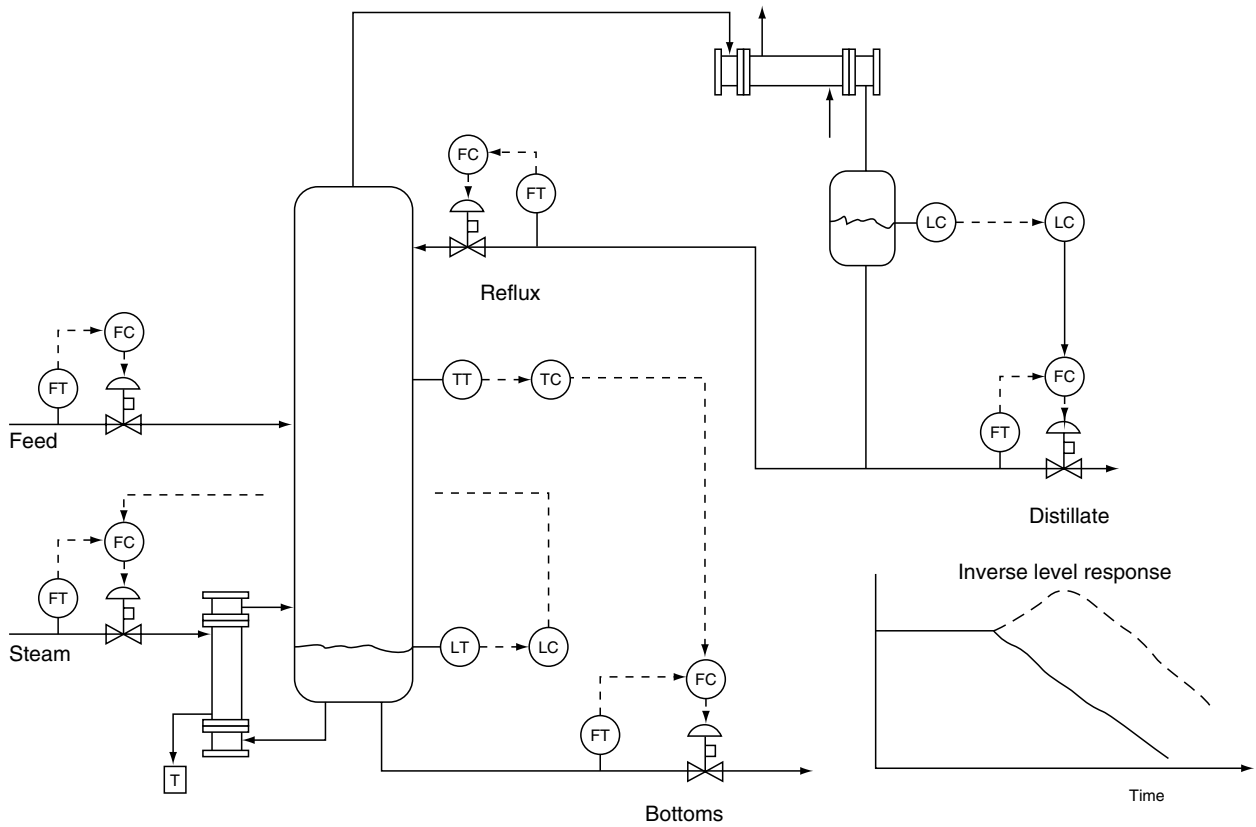 FC
FT
LC
LC
Reflux
FC
FT
TT
TC
FC
FT
Feed
Distillate
FC
FT
Steam
LT
LC
T
FC
FT
Bottoms
Inverse level response
Time